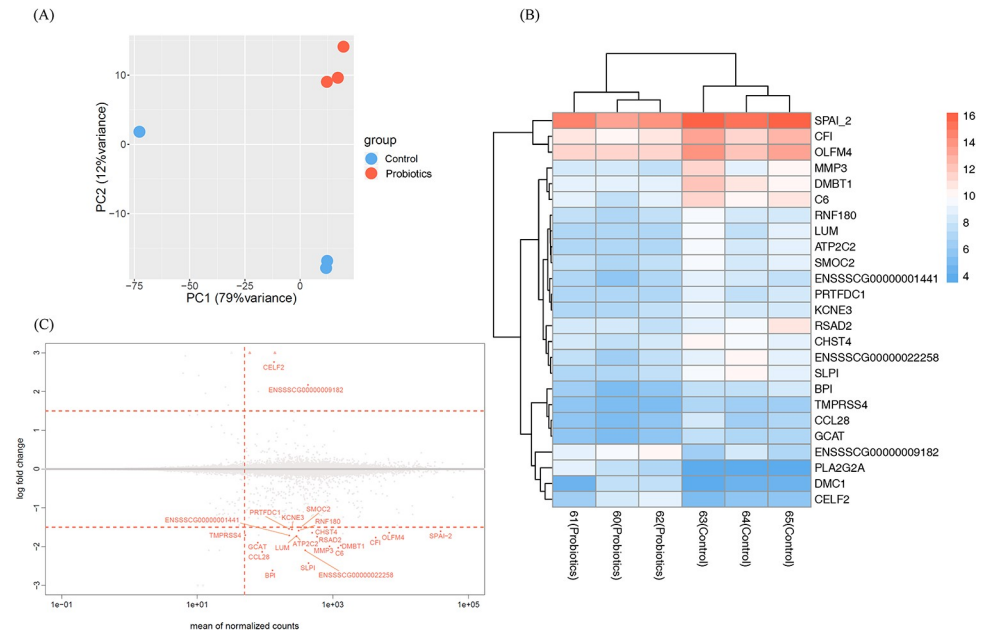 (A)
PC2 (12%variance)
10
0
−10
−75
−50
−25
0
PC1 (79%variance)
group
Control
Probiotics
(B)
SPAI_2
CFI
OLFM4
MMP3
DMBT1
C6
RNF180
LUM
ATP2C2
SMOC2
ENSSSCG00000001441
PRTFDC1
KCNE3
RSAD2
CHST4
ENSSSCG00000022258
SLPI
BPI
TMPRSS4
CCL28
GCAT
ENSSSCG00000009182
PLA2G2A
DMC1
CELF2
61(Probiotics)
60(Probiotics)
62(Probiotics)
63(Control)
64(Control)
65(Control)
16
14
12
10
8
6
4
(C)
log fold change
3
2
1
0
−1
−2
−3
CELF2
ENSSSCG00000009182
SMOC2
PRTFDC1
KCNE3
ENSSSCG00000001441
RNF180
TMPRSS4
CHST4
OLFM4
SPAI−2
RSAD2
CFI
GCAT
LUM
ATP2C2
DMBT1
MMP3
C6
CCL28
SLPI
BPI
ENSSSCG00000022258
1e−01
1e+01
1e+03
1e+05
mean of normalized counts